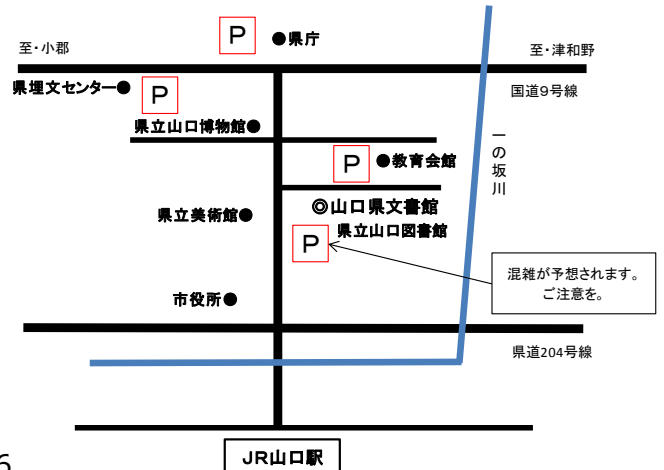 P
●県庁
至・小郡
至・津和野
県埋文センター●
P
国道9号線
県立山口博物館●
一の坂川
P
●教育会館
◎山口県文書館
県立美術館●
県立山口図書館
P
混雑が予想されます。
ご注意を。
市役所●
県道204号線
JR山口駅